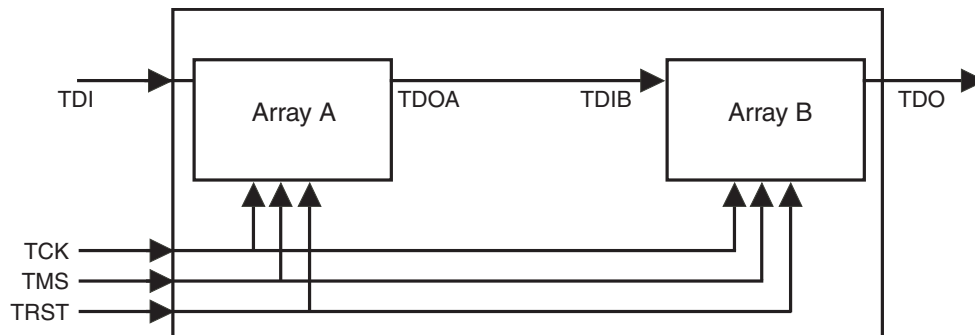 TDI
Array A
TDOA
TDIB
Array B
TDO
TCK
TMS
TRST